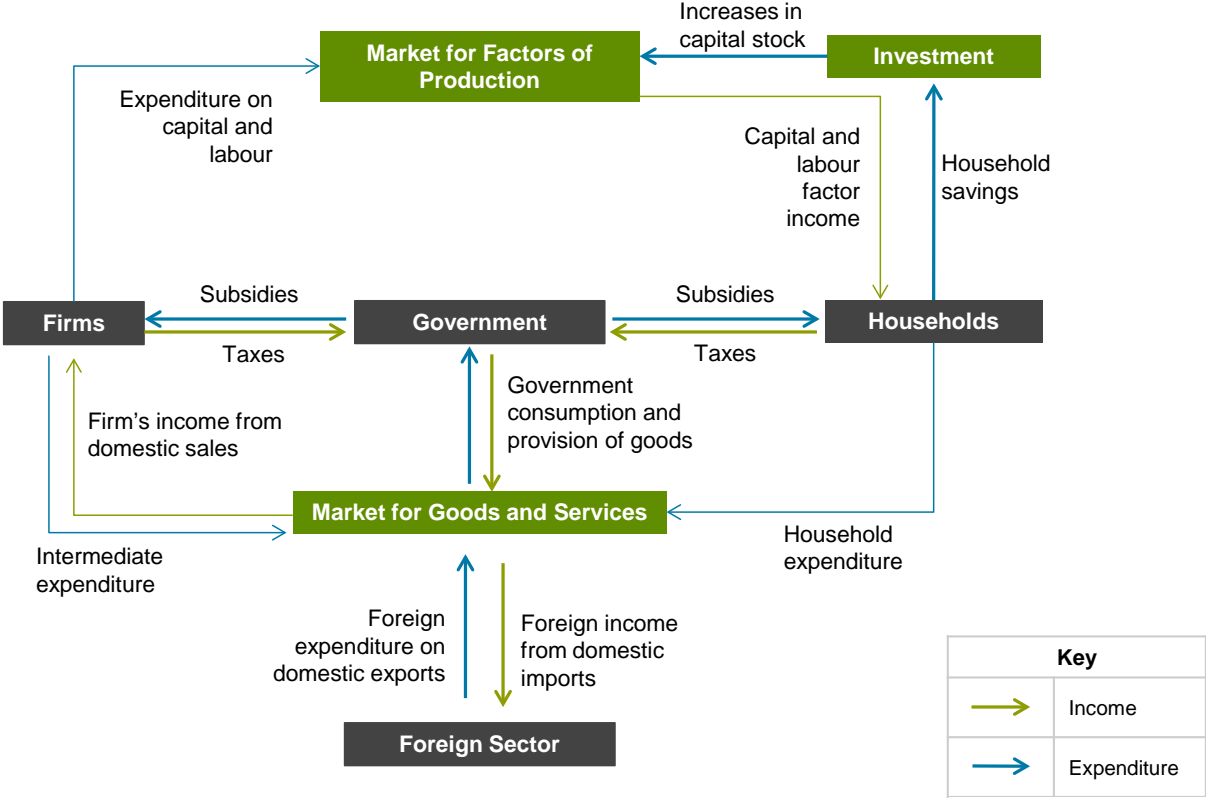 Increases in
capital stock
Market for Factors of
Production
Investment
Expenditure on
capital and
labour
Capital and
labour
factor
income
Household
savings
Subsidies
Subsidies
Firms
Government
Households
Taxes
Taxes
Government
consumption and
provision of goods
Firm's income from
domestic sales
Market for Goods and Services
Intermediate
expenditure
Household
expenditure
Foreign
expenditure on
domestic exports
Foreign income
from domestic
imports
Foreign Sector
Key
Income
Expenditure